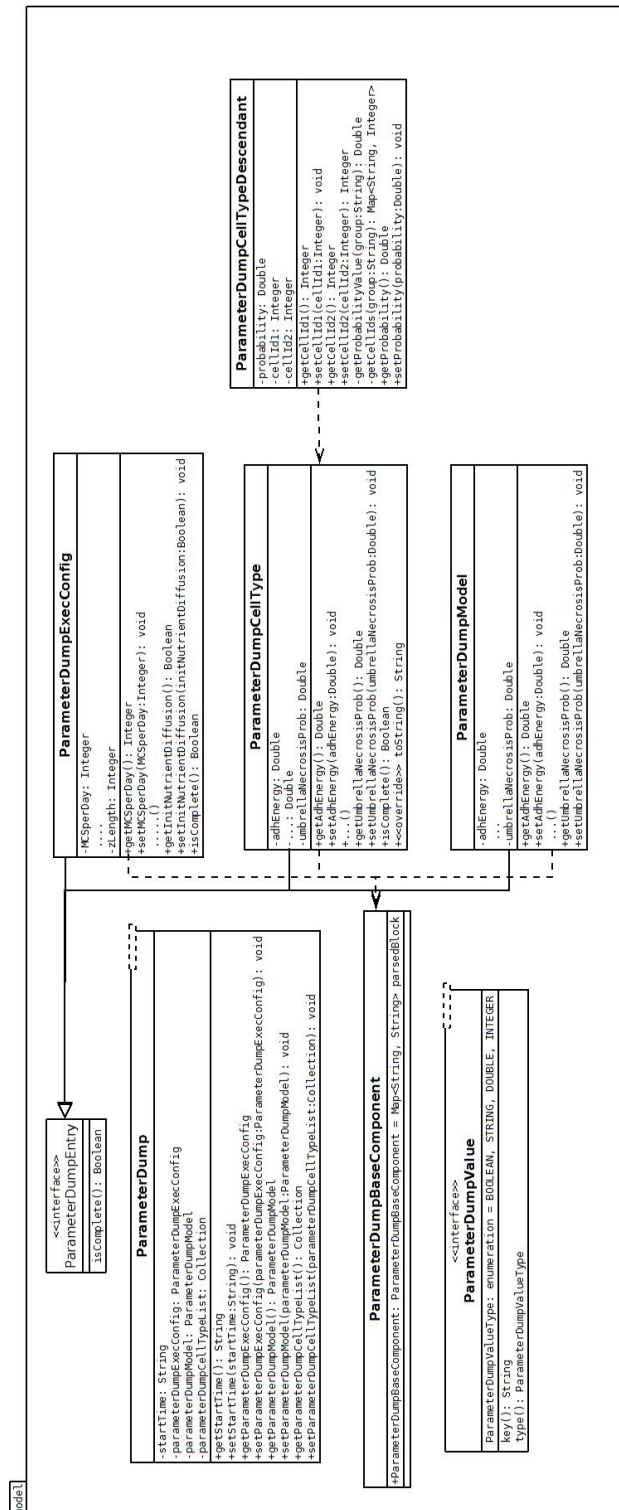 odel
<<interface>>
ParameterDumpEntry
isComplete(): Boolean
ParameterDumpExecConfig
-MCSperDay: Integer
....
-zLength: Integer
+getMCSperDay(): Integer
+setMCSperDay(MCSperDay:Integer): void
.....()
+getInitNutrientDiffusion(): Boolean
+setInitNutrientDiffusion(initNutrientDiffusion:Boolean): void
+isComplete(): Boolean
ParameterDump
-startTime: String
-parameterDumpExecConfig: ParameterDumpExecConfig
-parameterDumpModel: ParameterDumpModel
-parameterDumpCellTypeList: Collection
+getStartTime(): String
+setStartTime(startTime:String): void
+getParameterDumpExecConfig(): ParameterDumpExecConfig
+setParameterDumpExecConfig(parameterDumpExecConfig:ParameterDumpExecConfig): void
+getParameterDumpModel(): ParameterDumpModel
+setParameterDumpModel(parameterDumpModel:ParameterDumpModel): void
+getParameterDumpCellTypeList(): Collection
+setParameterDumpCellTypeList(parameterDumpCellTypeList:Collection): void
ParameterDumpCellType
-adhEnergy: Double
....: Double
-umbrellaNecrosisProb: Double
+getAdhEnergy(): Double
+setAdhEnergy(adhEnergy:Double): void
+...()
+getUmbrellaNecrosisProb(): Double
+setUmbrellaNecrosisProb(umbrellaNecrosisProb:Double): void
+isComplete(): Boolean
+<<override>> toString(): String
ParameterDumpCellTypeDescendant
-probability: Double
-cellId1: Integer
-cellId2: Integer
+getCellId1(): Integer
+setCellId1(cellId1:Integer): void
+getCellId2(): Integer
+setCellId2(cellId2:Integer): Integer
-getProbabilityValue(group:String): Double
-getCellIds(group:String): Map<String, Integer>
+getProbability(): Double
+setProbability(probability:Double): void
ParameterDumpBaseComponent
+ParameterDumpBaseComponent: ParameterDumpBaseComponent = Map<String, String> parsedBlock
ParameterDumpModel
-adhEnergy: Double
...
-umbrellaNecrosisProb: Double
+getAdhEnergy(): Double
+setAdhEnergy(adhEnergy:Double): void
...()
+getUmbrellaNecrosisProb(): Double
+setUmbrellaNecrosisProb(umbrellaNecrosisProb:Double): void
<<interface>>
ParameterDumpValue
ParameterDumpValueType: enumeration = BOOLEAN, STRING, DOUBLE, INTEGER
key(): String
type(): ParameterDumpValueType